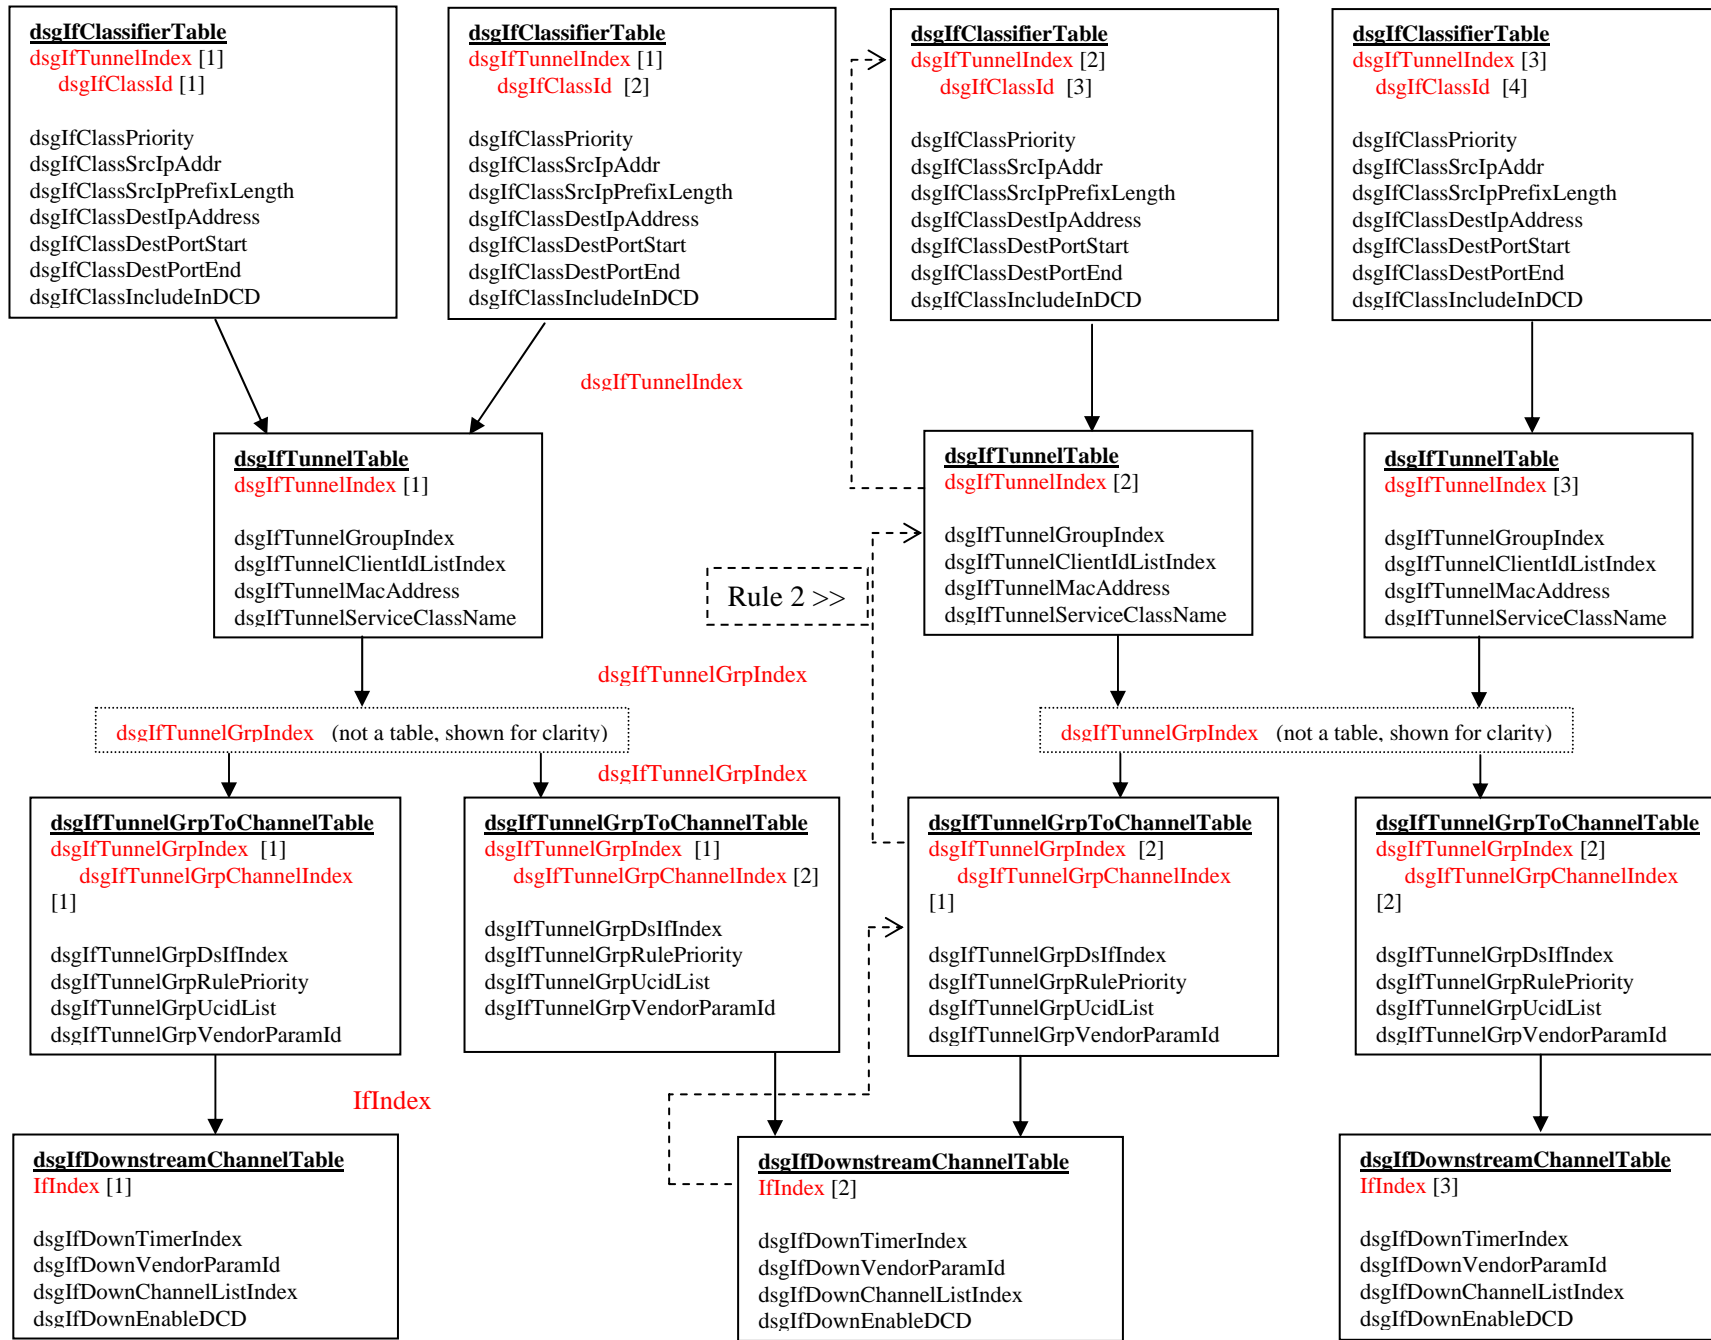 dsgIfClassifierTable
dsgIfTunnelIndex [1]
dsgIfClassId [1]
dsgIfClassPriority
dsgIfClassSrcIpAddr
dsgIfClassSrcIpPrefixLength
dsgIfClassDestIpAddress
dsgIfClassDestPortStart
dsgIfClassDestPortEnd
dsgIfClassIncludeInDCD
dsgIfClassifierTable
dsgIfTunnelIndex [1]
dsgIfClassId [2]
dsgIfClassPriority
dsgIfClassSrcIpAddr
dsgIfClassSrcIpPrefixLength
dsgIfClassDestIpAddress
dsgIfClassDestPortStart
dsgIfClassDestPortEnd
dsgIfClassIncludeInDCD
dsgIfClassifierTable
dsgIfTunnelIndex [2]
dsgIfClassId [3]
dsgIfClassPriority
dsgIfClassSrcIpAddr
dsgIfClassSrcIpPrefixLength
dsgIfClassDestIpAddress
dsgIfClassDestPortStart
dsgIfClassDestPortEnd
dsgIfClassIncludeInDCD
dsgIfClassifierTable
dsgIfTunnelIndex [3]
dsgIfClassId [4]
dsgIfClassPriority
dsgIfClassSrcIpAddr
dsgIfClassSrcIpPrefixLength
dsgIfClassDestIpAddress
dsgIfClassDestPortStart
dsgIfClassDestPortEnd
dsgIfClassIncludeInDCD
dsgIfTunnelIndex
dsgIfTunnelTable
dsgIfTunnelIndex [1]
dsgIfTunnelGroupIndex
dsgIfTunnelClientIdListIndex
dsgIfTunnelMacAddress
dsgIfTunnelServiceClassName
Rule 2 >>
dsgIfTunnelTable
dsgIfTunnelIndex [2]
dsgIfTunnelGroupIndex
dsgIfTunnelClientIdListIndex
dsgIfTunnelMacAddress
dsgIfTunnelServiceClassName
dsgIfTunnelTable
dsgIfTunnelIndex [3]
dsgIfTunnelGroupIndex
dsgIfTunnelClientIdListIndex
dsgIfTunnelMacAddress
dsgIfTunnelServiceClassName
dsgIfTunnelGrpIndex
dsgIfTunnelGrpIndex (not a table, shown for clarity)
dsgIfTunnelGrpIndex (not a table, shown for clarity)
dsgIfTunnelGrpIndex
dsgIfTunnelGrpToChannelTable
dsgIfTunnelGrpIndex [1]
dsgIfTunnelGrpChannelIndex
[1]
dsgIfTunnelGrpDsIfIndex
dsgIfTunnelGrpRulePriority
dsgIfTunnelGrpUcidList
dsgIfTunnelGrpVendorParamId
dsgIfTunnelGrpToChannelTable
dsgIfTunnelGrpIndex [1]
dsgIfTunnelGrpChannelIndex [2]
dsgIfTunnelGrpDsIfIndex
dsgIfTunnelGrpRulePriority
dsgIfTunnelGrpUcidList
dsgIfTunnelGrpVendorParamId
dsgIfTunnelGrpToChannelTable
dsgIfTunnelGrpIndex [2]
dsgIfTunnelGrpChannelIndex
[1]
dsgIfTunnelGrpDsIfIndex
dsgIfTunnelGrpRulePriority
dsgIfTunnelGrpUcidList
dsgIfTunnelGrpVendorParamId
dsgIfTunnelGrpToChannelTable
dsgIfTunnelGrpIndex [2]
dsgIfTunnelGrpChannelIndex
[2]
dsgIfTunnelGrpDsIfIndex
dsgIfTunnelGrpRulePriority
dsgIfTunnelGrpUcidList
dsgIfTunnelGrpVendorParamId
IfIndex
dsgIfDownstreamChannelTable
IfIndex [1]
dsgIfDownTimerIndex
dsgIfDownVendorParamId
dsgIfDownChannelListIndex
dsgIfDownEnableDCD
dsgIfDownstreamChannelTable
IfIndex [2]
dsgIfDownTimerIndex
dsgIfDownVendorParamId
dsgIfDownChannelListIndex
dsgIfDownEnableDCD
dsgIfDownstreamChannelTable
IfIndex [3]
dsgIfDownTimerIndex
dsgIfDownVendorParamId
dsgIfDownChannelListIndex
dsgIfDownEnableDCD